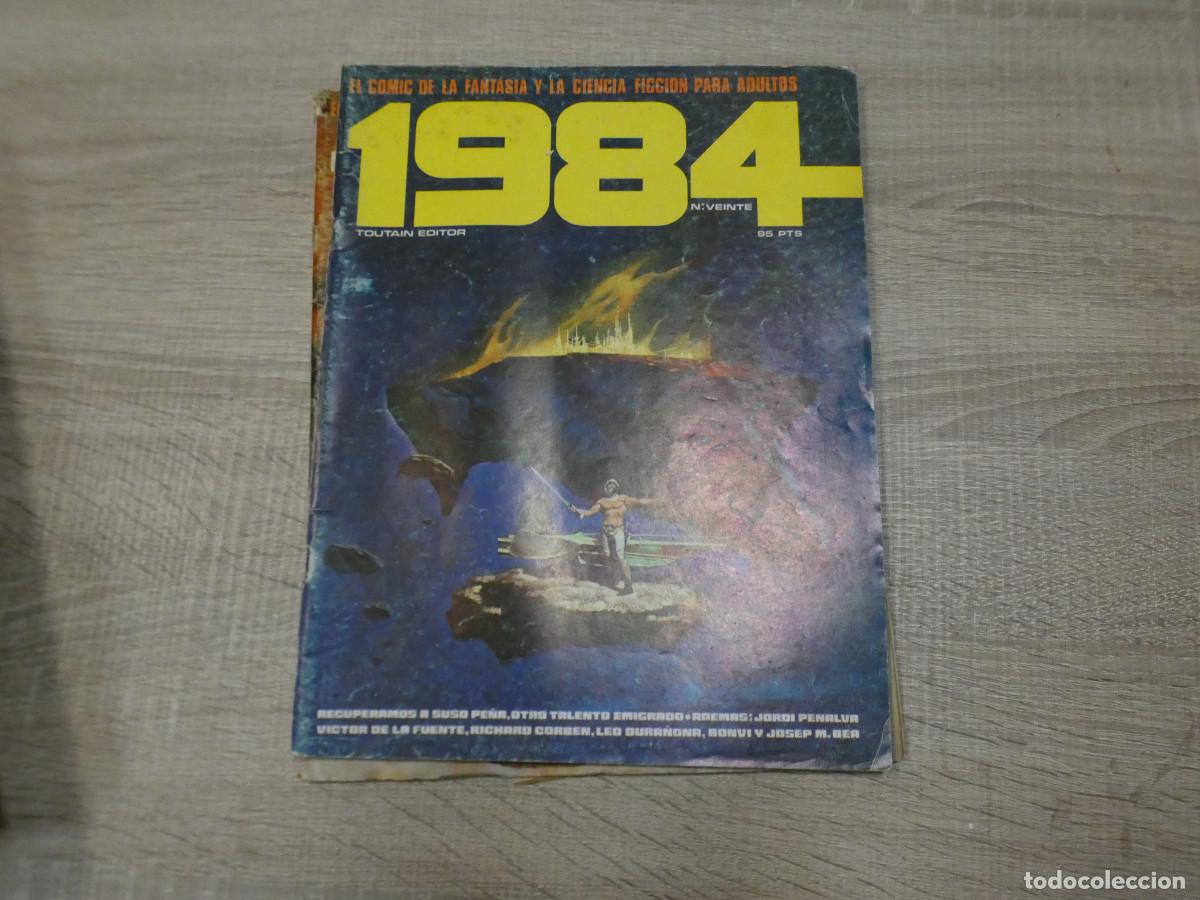 EL COMIC DE LA FANTASIA Y LA CIENCIA FICCION PARA ADULTOS
1984
N: VEINTE
TOUTAIN EDITOR
95 PTS
RECUPERAMOS A SUSO PEÑA, OTRO TALENTO EMIGRADO • ADEMAS: JORDI PENALVA
VICTOR DE LA FUENTE, RICHARD CORBEN, LEO DURAÑONA, BONVI Y JOSEP M. BEA
todocoleccion